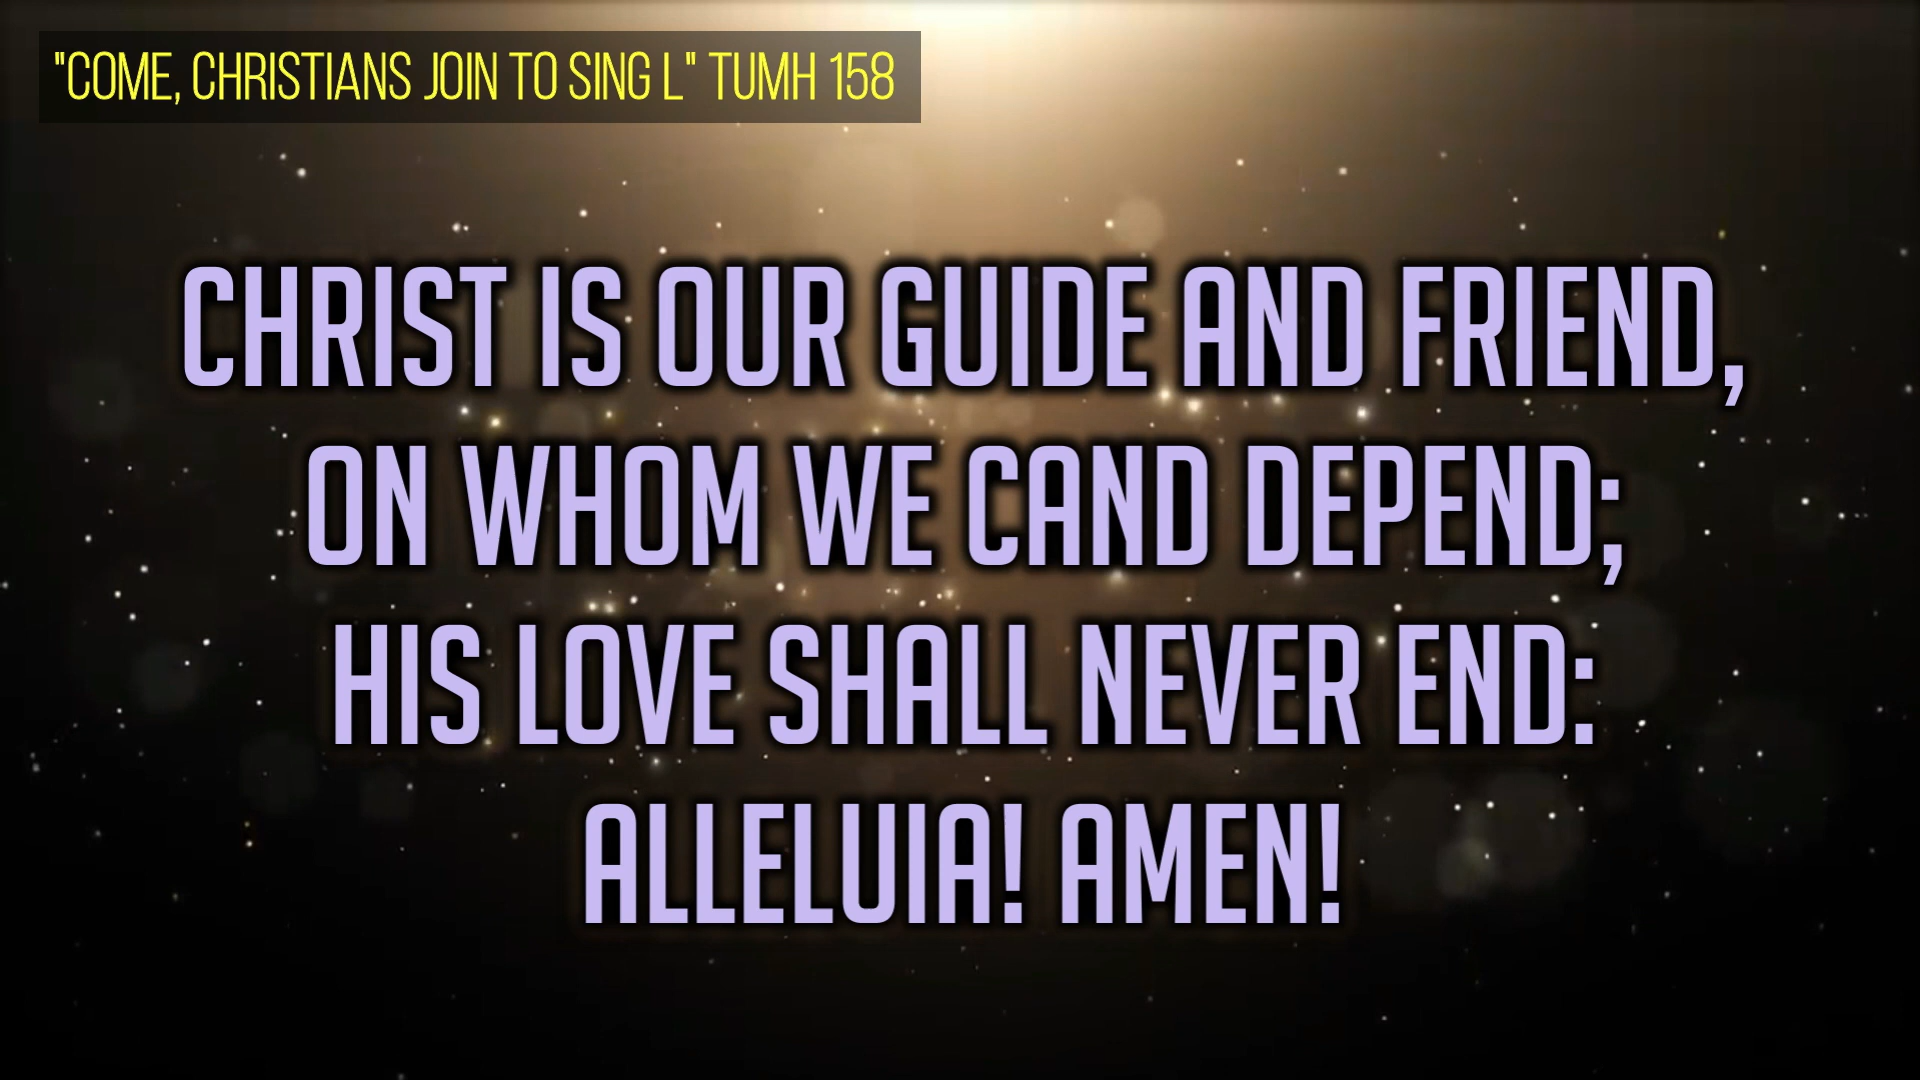 "COME, CHRISTIANS JOIN TO SING L" TUMH 158
CHRIST IS OUR GUIDE AND FRIEND,
ON WHOM WE CAND DEPEND;
HIS LOVE SHALL NEVER END:
ALLELUIA! AMEN!